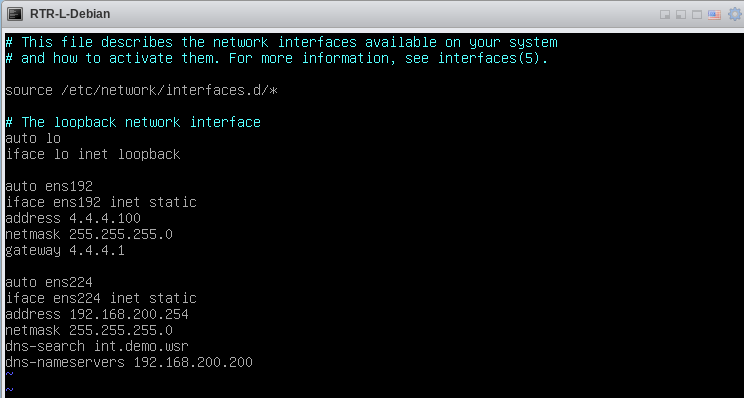 RTR-L-Debian
# This file describes the network interfaces available on your system
# and how to activate them. For more information, see interfaces(5).
source /etc/network/interfaces.d/*
# The loopback network interface
auto lo
iface lo inet loopback
auto ens192
iface ens192 inet static
address 4.4.4.100
netmask 255.255.255.0
gateway 4.4.4.1
auto ens224
iface ens224 inet static
address 192.168.200.254
netmask 255.255.255.0
dns-search int.demo.wsr
dns-nameservers 192.168.200.200
~
~